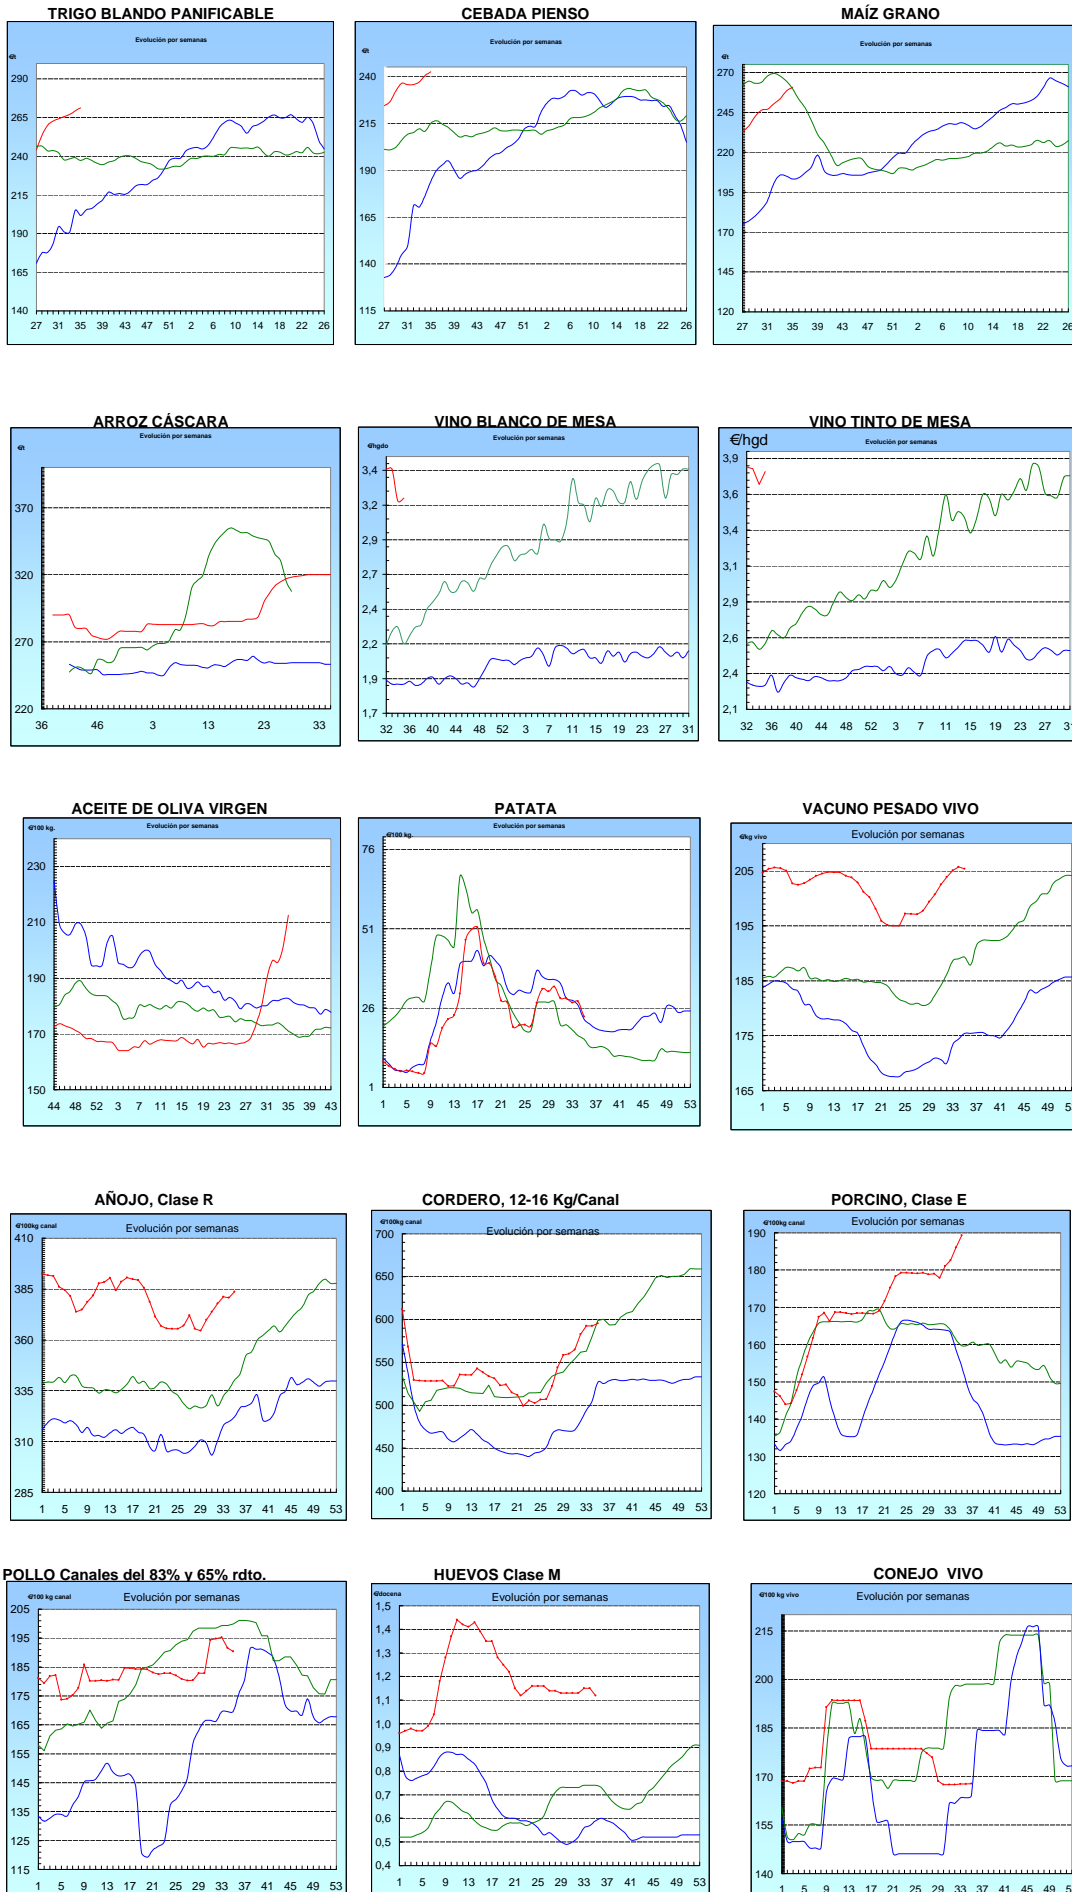 TRIGO BLANDO PANIFICABLE
Evolución por semanas
€/t
290
265
240
215
190
165
140
27 31 35 39 43 47 51 2 6 10 14 18 22 26
CEBADA PIENSO
Evolución por semanas
€/t
240
215
190
165
140
115
27 31 35 39 43 47 51 2 6 10 14 18 22 26
MAÍZ GRANO
Evolución por semanas
€/t
270
245
220
195
170
145
120
27 31 35 39 43 47 51 2 6 10 14 18 22 26
ARROZ CÁSCARA
Evolución por semanas
€/t
370
320
270
220
36 46 3 13 23 33
VINO BLANCO DE MESA
Evolución por semanas
€/hgdo
3,4
3,2
2,9
2,7
2,4
2,2
1,9
1,7
32 36 40 44 48 52 3 7 11 15 19 23 27 31
VINO TINTO DE MESA
€/hgd
Evolución por semanas
3,9
3,6
3,4
3,1
2,9
2,6
2,4
2,1
32 36 40 44 48 52 3 7 11 15 19 23 27 31
ACEITE DE OLIVA VIRGEN
€/100 kg.
Evolución por semanas
230
210
190
170
150
44 48 52 3 7 11 15 19 23 27 31 35 39 43
PATATA
Evolución por semanas
€/100 kg.
76
51
26
1
1 5 9 13 17 21 25 29 33 37 41 45 49 53
VACUNO PESADO VIVO
€/kg vivo
Evolución por semanas
205
195
185
175
165
1 5 9 13 17 21 25 29 33 37 41 45 49 53
AÑOJO, Clase R
€/100kg canal
Evolución por semanas
410
385
360
335
310
285
1 5 9 13 17 21 25 29 33 37 41 45 49 53
CORDERO, 12-16 Kg/Canal
€/100kg canal
Evolución por semanas
700
650
600
550
500
450
400
1 5 9 13 17 21 25 29 33 37 41 45 49 53
PORCINO, Clase E
€/100kg canal
Evolución por semanas
190
180
170
160
150
140
130
120
1 5 9 13 17 21 25 29 33 37 41 45 49 53
POLLO Canales del 83% y 65% rdto.
€/100 kg canal
Evolución por semanas
205
195
185
175
165
155
145
135
125
115
1 5 9 13 17 21 25 29 33 37 41 45 49 53
HUEVOS Clase M
€/docena
Evolución por semanas
1,5
1,4
1,3
1,2
1,1
1,0
0,9
0,8
0,7
0,6
0,5
0,4
1 5 9 13 17 21 25 29 33 37 41 45 49 53
CONEJO VIVO
€/100 kg vivo
Evolución por semanas
215
200
185
170
155
140
1 5 9 13 17 21 25 29 33 37 41 45 49 53